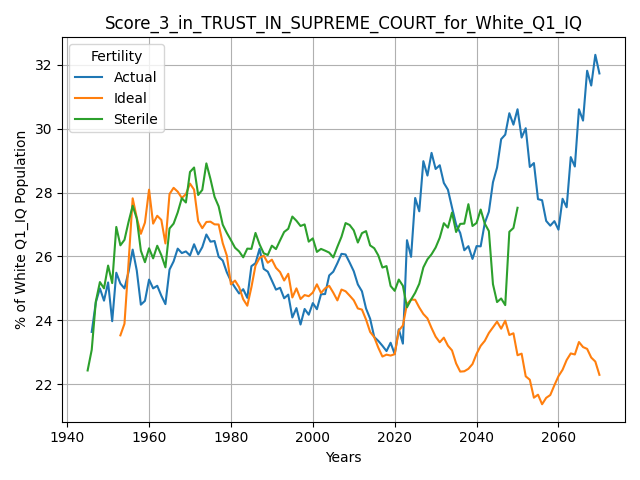 Score_3_in_TRUST_IN_SUPREME_COURT_for_White_Q1_IQ
Fertility
Actual
Ideal
Sterile
% of White Q1_IQ Population
32
30
28
26
24
22
1940
1960
1980
2000
2020
2040
2060
Years